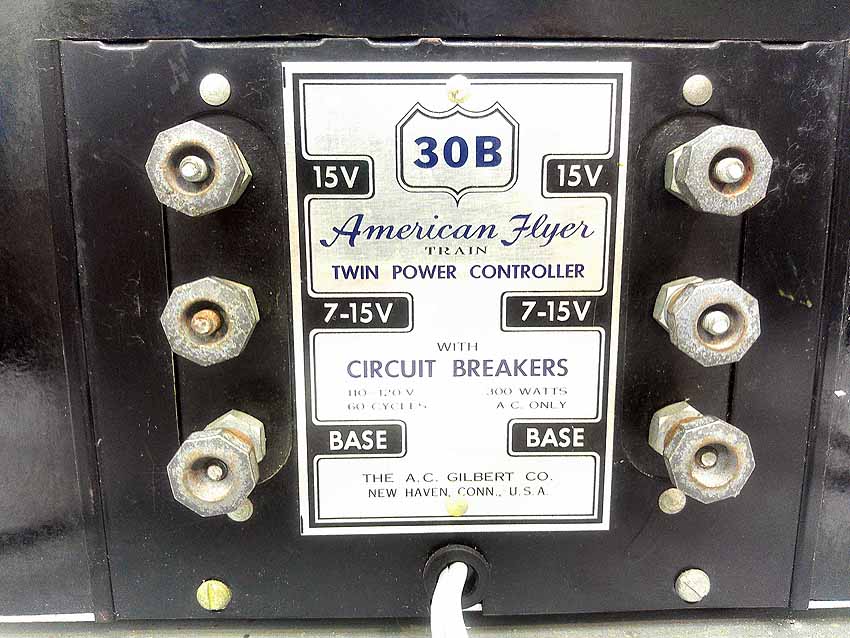 30B
15V 15V
American Flyer
TRAIN
TWIN POWER CONTROLLER
7-15V 7-15V
WITH
CIRCUIT BREAKERS
110-120 V. 300 WATTS
60 CYCLES A-C. ONLY
BASE BASE
THE A.C. GILBERT CO.
NEW HAVEN, CONN., U.S.A.